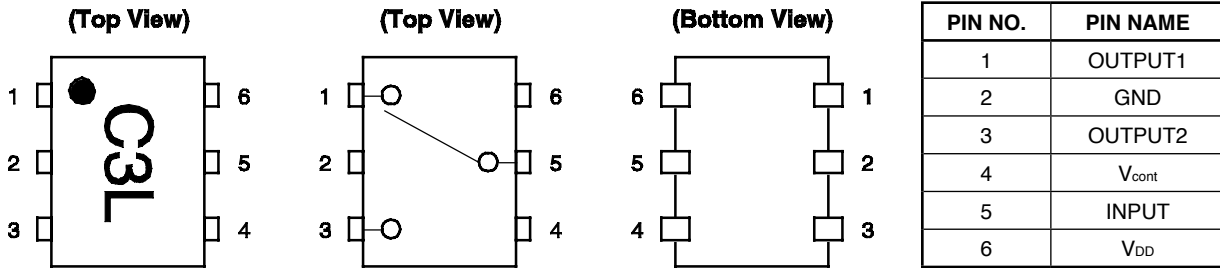 (Top View)
1 6
2 5
3 4
C3L
(Top View)
1 6
2 5
3 4
(Bottom View)
6 1
5 2
4 3
PIN NO. PIN NAME
1 OUTPUT1
2 GND
3 OUTPUT2
4 Vcont
5 INPUT
6 VDD